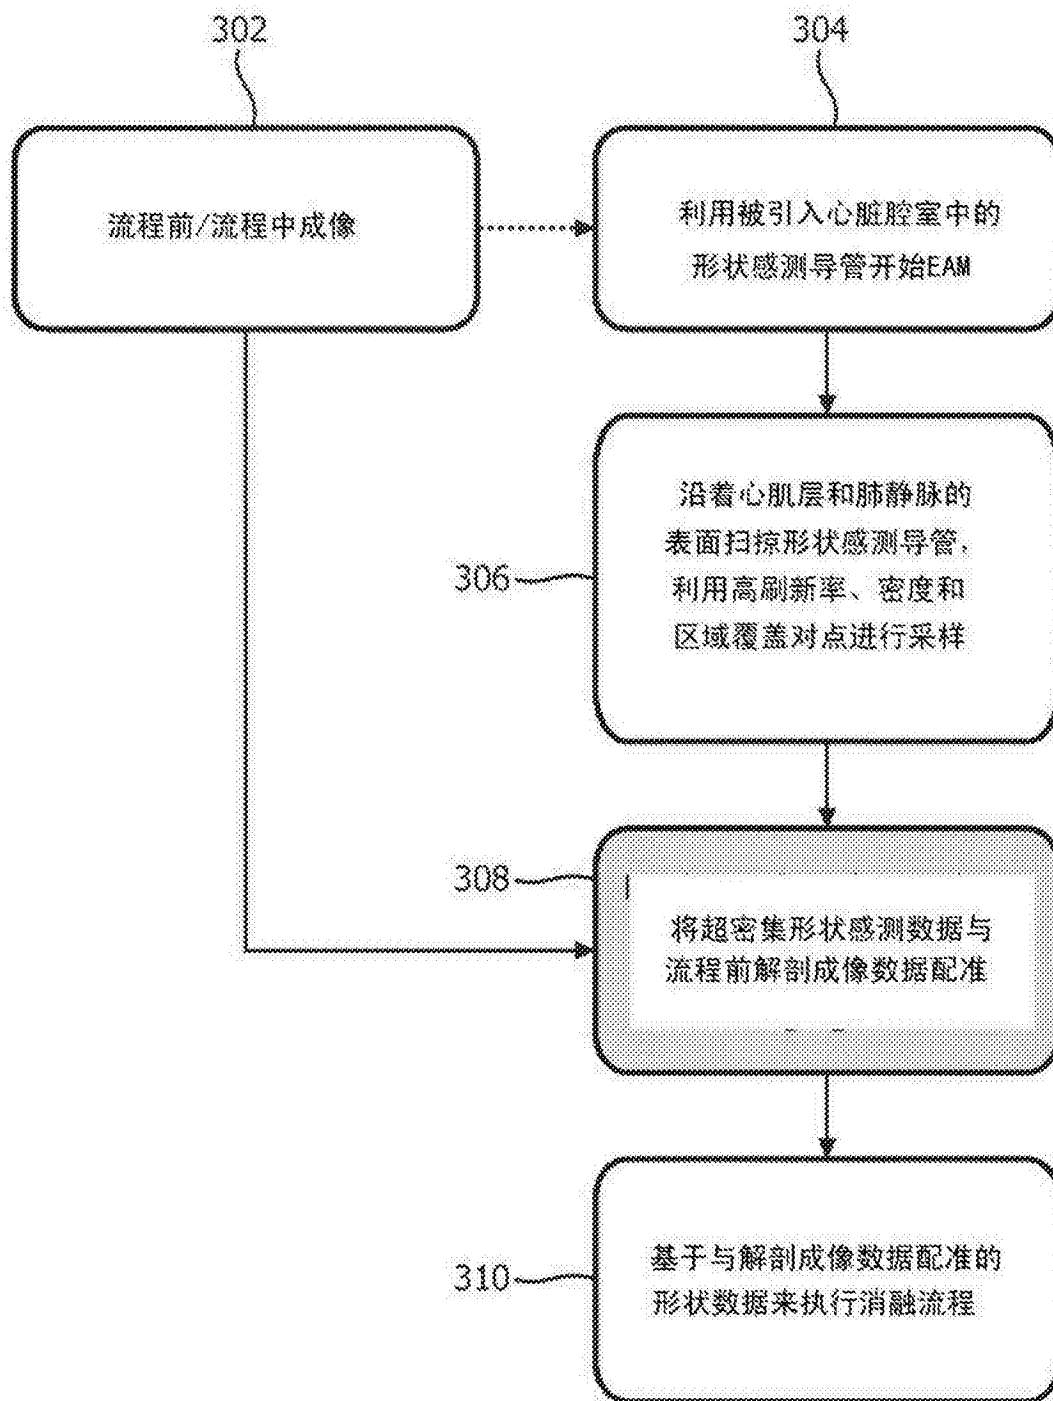 302
304
流程前/流程中成像
利用被引入心脏腔室中的
形状感测导管开始EAM
306
沿着心肌层和肺静脉的
表面扫掠形状感测导管,
利用高刷新率、密度和
区域覆盖对点进行采样
308
将超密集形状感测数据与
流程前解剖成像数据配准
310
基于与解剖成像数据配准的
形状数据来执行消融流程